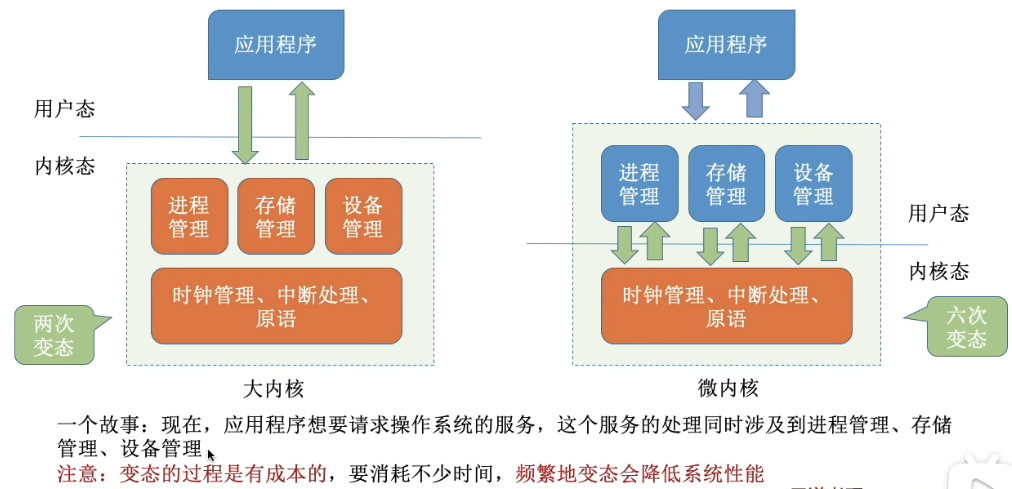 应用程序
应用程序
用户态
内核态
进程
管理
存储
管理
设备
管理
时钟管理、中断处理、
原语
两次
变态
大内核
进程
管理
存储
管理
设备
管理
用户态
内核态
时钟管理、中断处理、
原语
六次
变态
微内核
一个故事：现在，应用程序想要请求操作系统的服务，这个服务的处理同时涉及到进程管理、存储
管理、设备管理
注意：变态的过程是有成本的，要消耗不少时间，频繁地变态会降低系统性能